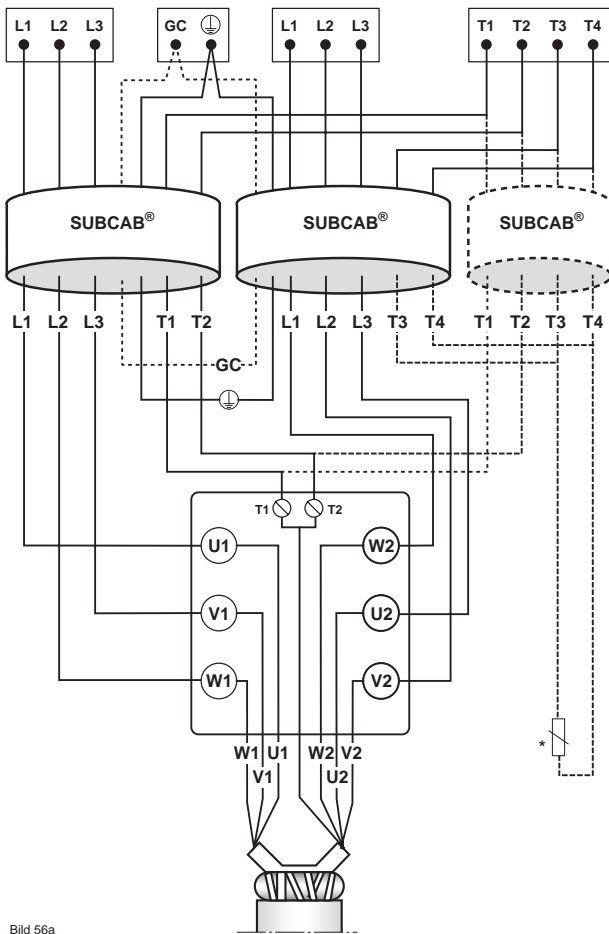 L1 L2 L3 GC L1 L2 L3 T1 T2 T3 T4
SUBCAB® SUBCAB® SUBCAB®
L1 L2 L3 T1 T2 L1 L2 L3 T3 T4 T1 T2 T3 T4
GC
T1 T2
U1 W2
V1 U2
W1 V2
*
W1 U1 W2 V2
V1 U2
Bild 56a